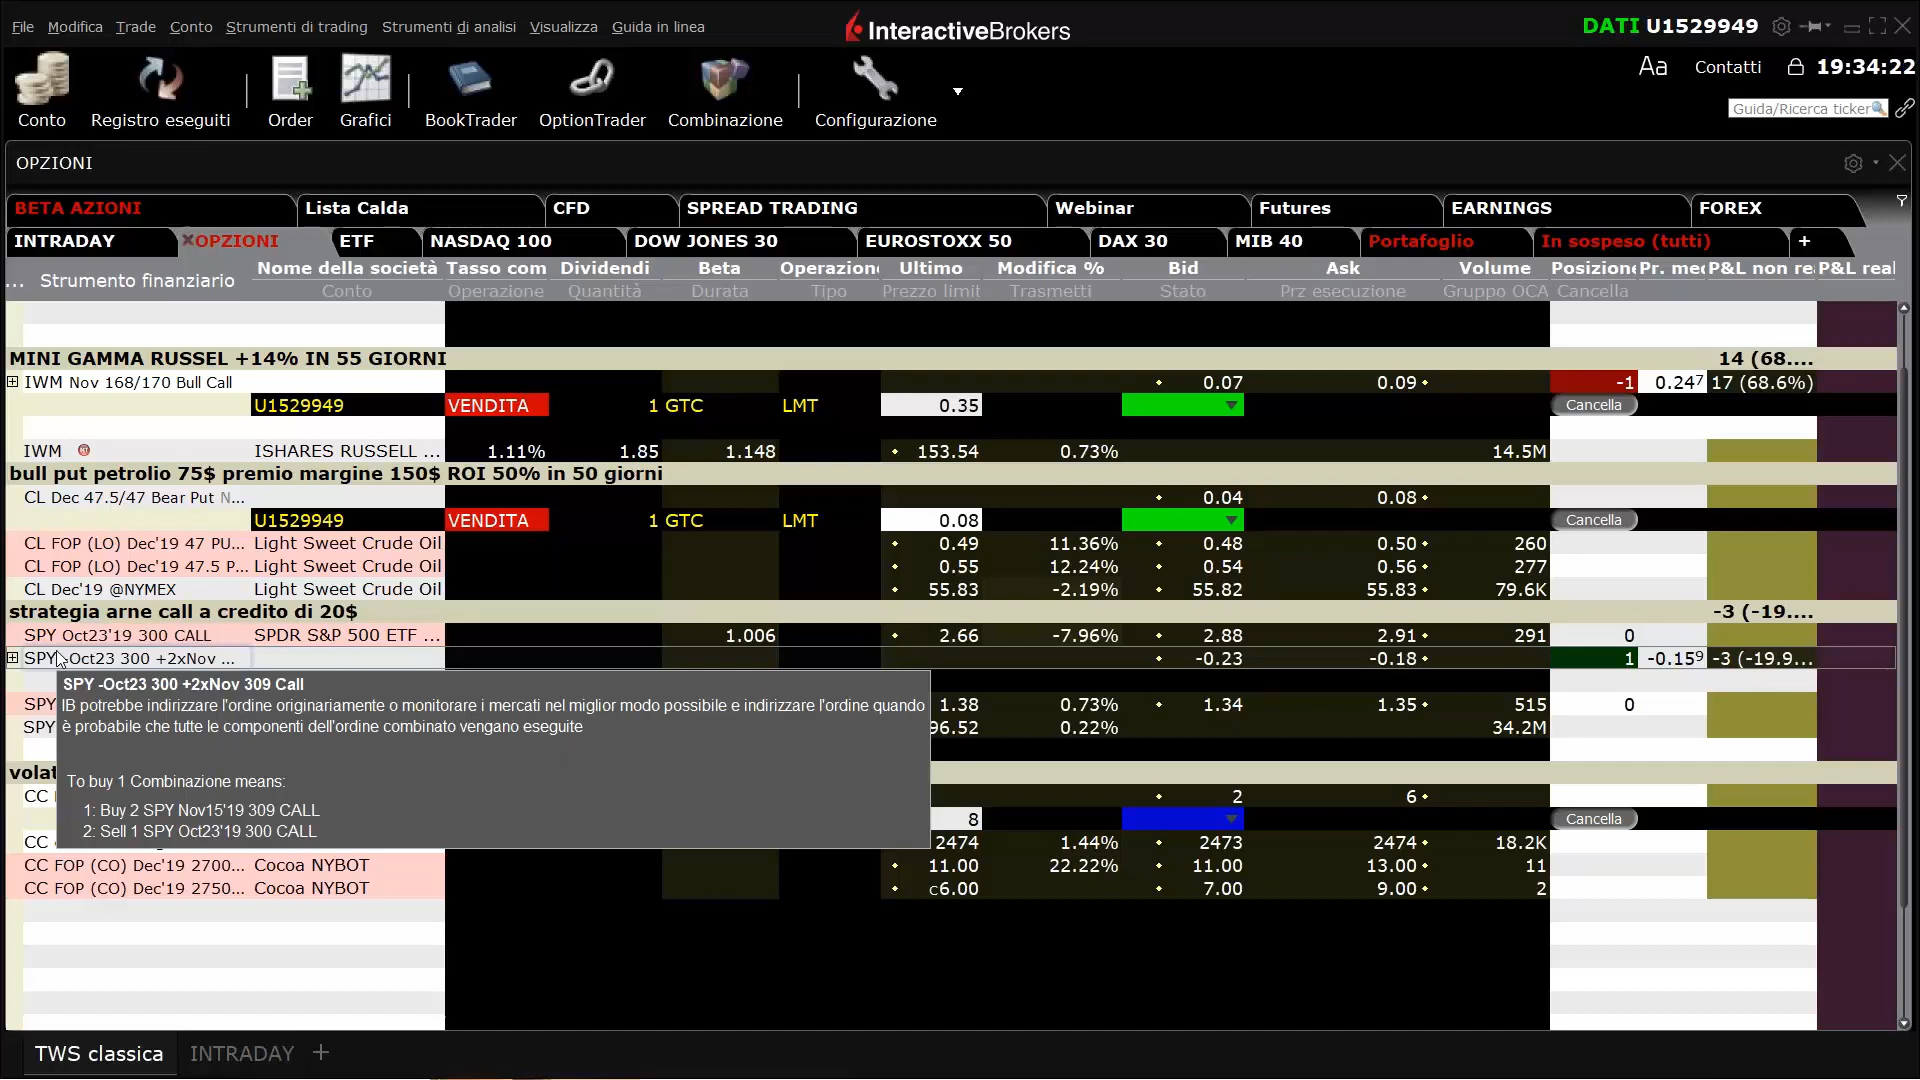 File Modifica Trade Conto Strumenti di trading Strumenti di analisi Visualizza Guida in linea InteractiveBrokers DATI U1529949
Aa Contatti 19:34:22
Guida/Ricerca ticker
Conto Registro eseguiti Order Grafici BookTrader OptionTrader Combinazione Configurazione
OPZIONI
BETA AZIONI Lista Calda CFD SPREAD TRADING Webinar Futures EARNINGS FOREX
INTRADAY OPZIONI ETF NASDAQ 100 DOW JONES 30 EUROSTOXX 50 DAX 30 MIB 40 Portafoglio In sospeso (tutti) +
... Strumento finanziario Nome della società Tasso com Dividendi Beta Operazion Ultimo Modifica % Bid Ask Volume Posizion Pr. me P&L non re P&L real
Conto Operazione Quantità Durata Tipo Prezzo limit Trasmetti Stato Prz esecuzione Gruppo OCA Cancella
MINI GAMMA RUSSEL +14% IN 55 GIORNI 14 (68....
IWM Nov 168/170 Bull Call 0.07 0.09 -1 0.247 17 (68.6%)
U1529949 VENDITA 1 GTC LMT 0.35 Cancella
IWM ISHARES RUSSELL ... 1.11% 1.85 1.148 153.54 0.73% 14.5M
bull put petrolio 75$ premio margine 150$ ROI 50% in 50 giorni
CL Dec 47.5/47 Bear Put N... 0.04 0.08
U1529949 VENDITA 1 GTC LMT 0.08 Cancella
CL FOP (LO) Dec'19 47 PU... Light Sweet Crude Oil 0.49 11.36% 0.48 0.50 260
CL FOP (LO) Dec'19 47.5 P... Light Sweet Crude Oil 0.55 12.24% 0.54 0.56 277
CL Dec'19 @NYMEX Light Sweet Crude Oil 55.83 -2.19% 55.82 55.83 79.6K
strategia arne call a credito di 20$ -3 (-19....
SPY Oct23'19 300 CALL SPDR S&P 500 ETF ... 1.006 2.66 -7.96% 2.88 2.91 291 0
SPY -Oct23 300 +2xNov ... -0.23 -0.18 1 -0.159 -3 (-19.9...
SPY -Oct23 300 +2xNov 309 Call
IB potrebbe indirizzare l'ordine originariamente o monitorare i mercati nel miglior modo possibile e indirizzare l'ordine quando
è probabile che tutte le componenti dell'ordine combinato vengano eseguite
To buy 1 Combinazione means:
1: Buy 2 SPY Nov15'19 309 CALL
2: Sell 1 SPY Oct23'19 300 CALL
SPY 1.38 0.73% 1.34 1.35 515 0
SPY 96.52 0.22% 34.2M
volat
CC 2 6
8 Cancella
CC 2474 1.44% 2473 2474 18.2K
CC FOP (CO) Dec'19 2700... Cocoa NYBOT 11.00 22.22% 11.00 13.00 11
CC FOP (CO) Dec'19 2750... Cocoa NYBOT c6.00 7.00 9.00 2
TWS classica INTRADAY +